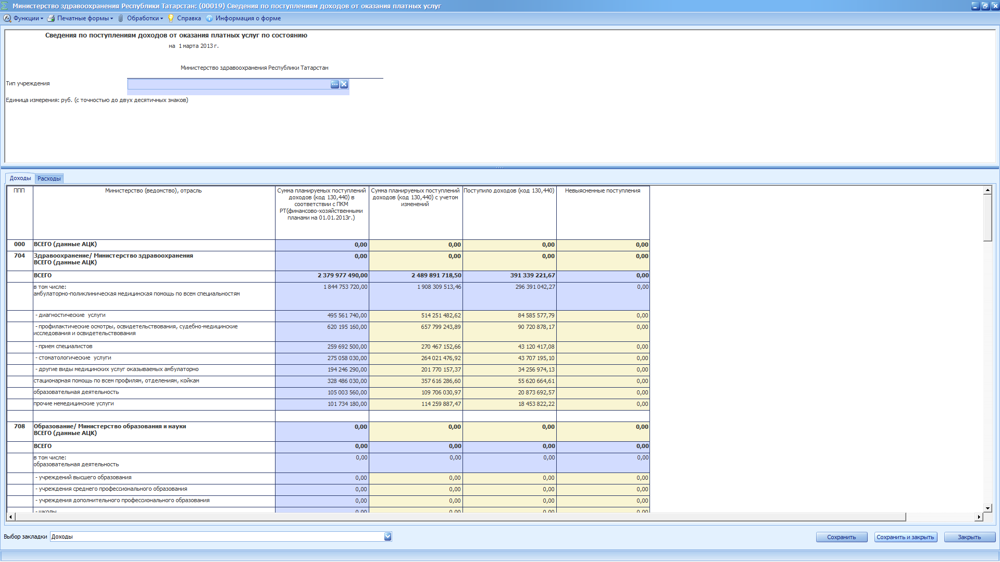 Министерство здравоохранения Республики Татарстан: (00019) Сведения по поступлениям доходов от оказания платных услуг
Функции Печатные формы Обработки Справка Информация о форме
Сведения по поступлениям доходов от оказания платных услуг по состоянию
на 1 марта 2013 г.
Министерство здравоохранения Республики Татарстан
Тип учреждения
Единица измерения: руб. (с точностью до двух десятичных знаков)
Доходы Расходы
ППП
Министерство (ведомство), отрасль
Сумма планируемых поступлений
доходов (код 130,440) в
соответствии с ПКМ
РТ(финансово-хозяйственными
планами на 01.01.2013г.)
Сумма планируемых поступлений
доходов (код 130,440) с учетом
изменений
Поступило доходов (код 130,440)
Невыясненные поступления
000 ВСЕГО (данные АЦК) 0,00 0,00 0,00 0,00
704 Здравоохранение/ Министерство здравоохранения 0,00 0,00 0,00 0,00
ВСЕГО (данные АЦК)
ВСЕГО 2 379 977 490,00 2 489 891 718,50 391 339 221,67 0,00
в том числе: 1 844 753 720,00 1 908 309 513,46 296 391 042,27 0,00
амбулаторно-поликлиническая медицинская помощь по всем специальностям
- диагностические услуги 495 561 740,00 514 251 482,62 84 585 577,79 0,00
- профилактические осмотры, освидетельствования, судебно-медицинские 620 195 160,00 657 799 243,89 90 720 878,17 0,00
исследования и освидетельствования
- прием специалистов 259 692 500,00 270 467 152,66 43 120 417,08 0,00
- стоматологические услуги 275 058 030,00 264 021 476,92 43 707 195,10 0,00
- другие виды медицинских услуг оказываемых амбулаторно 194 246 290,00 201 770 157,37 34 256 974,13 0,00
стационарная помощь по всем профилям, отделениям, койкам 328 486 030,00 357 616 286,60 55 620 664,61 0,00
образовательная деятельность 105 003 560,00 109 706 030,97 20 873 692,57 0,00
прочие немедицинские услуги 101 734 180,00 114 259 887,47 18 453 822,22 0,00
708 Образование/ Министерство образования и науки 0,00 0,00 0,00 0,00
ВСЕГО (данные АЦК)
ВСЕГО 0,00 0,00 0,00 0,00
в том числе: 0,00 0,00 0,00 0,00
образовательная деятельность
- учреждений высшего образования 0,00 0,00 0,00 0,00
- учреждения среднего профессионального образования 0,00 0,00 0,00 0,00
- учреждения дополнительного профессионального образования 0,00 0,00 0,00 0,00
- школы 0,00 0,00 0,00 0,00
Выбор закладки Доходы Сохранить Сохранить и закрыть Закрыть